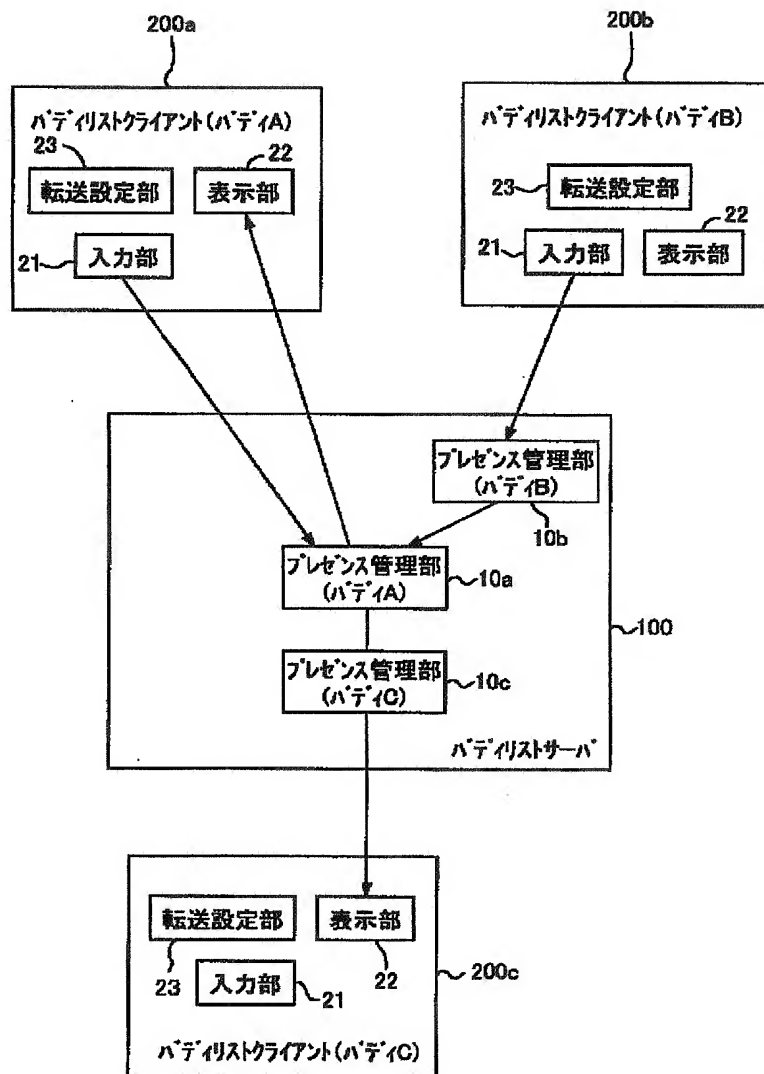 200a
200b
バディリストクライアント(バディA)
23
22
転送設定部
表示部
21
入力部
バディリストクライアント(バディB)
23
転送設定部
22
21
入力部
表示部
プレゼンス管理部
(バディB)
10b
プレゼンス管理部
(バディA)
10a
100
プレゼンス管理部
(バディC)
10c
バディリストサーバ
転送設定部
表示部
23
入力部
21
22
200c
バディリストクライアント(バディC)